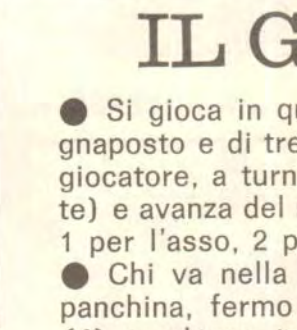 IL G
● Si gioca in qu
gnaposto e di tre
giocatore, a turn
te) e avanza del
1 per l'asso, 2 p
● Chi va nella
panchina, fermo